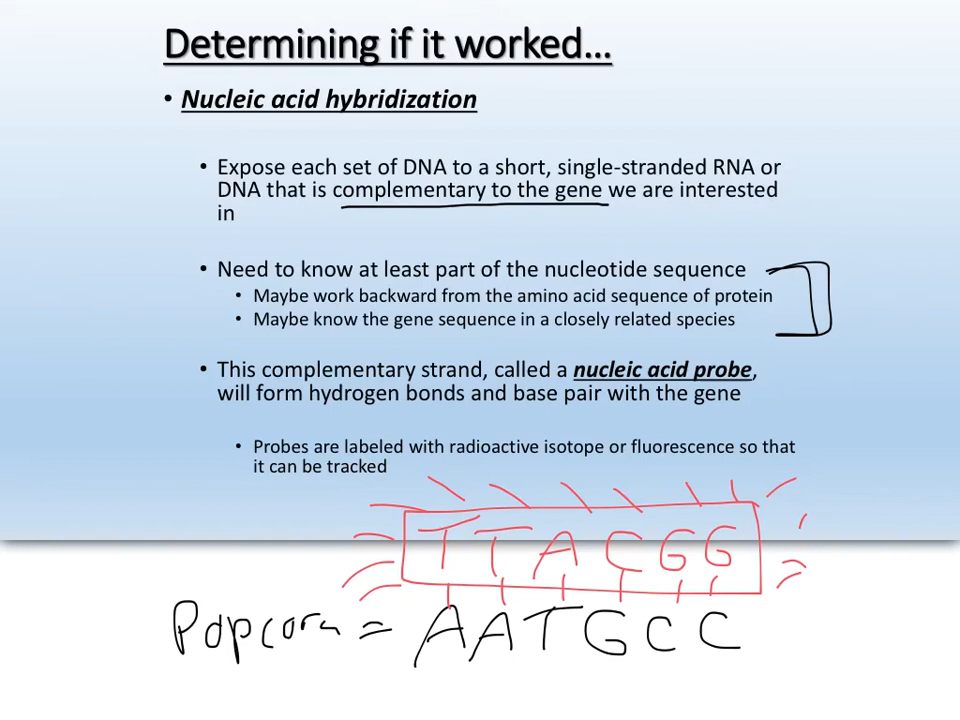 Determining if it worked...
• Nucleic acid hybridization
• Expose each set of DNA to a short, single-stranded RNA or
DNA that is complementary to the gene we are interested
in
• Need to know at least part of the nucleotide sequence
• Maybe work backward from the amino acid sequence of protein
• Maybe know the gene sequence in a closely related species
• This complementary strand, called a nucleic acid probe,
will form hydrogen bonds and base pair with the gene
• Probes are labeled with radioactive isotope or fluorescence so that
it can be tracked
TTACGG
Popcorn = AATGCC